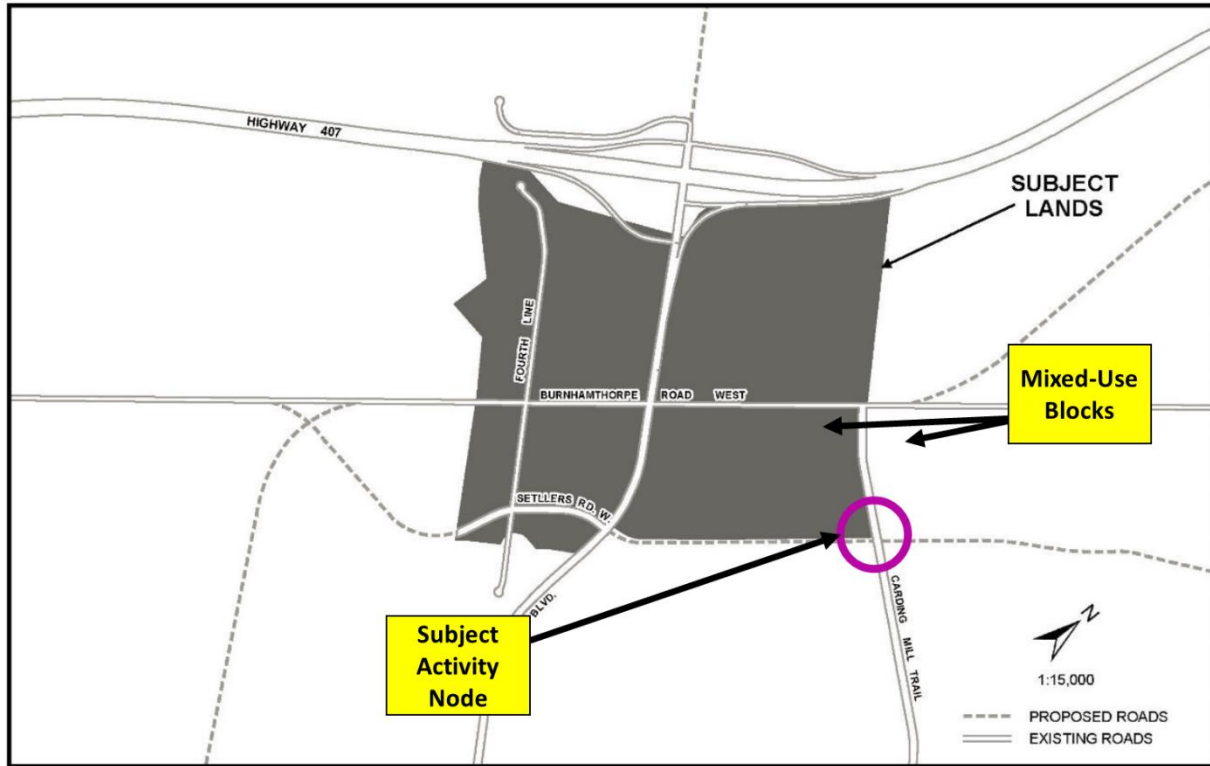 HIGHWAY 407
SUBJECT
LANDS
FOURTH LINE
BURNHAMTHORPE ROAD WEST
Mixed-Use
Blocks
SETLLERS RD. W.
BLVD.
Subject
Activity
Node
CARDING MILL TRAIL
N
1:15,000
PROPOSED ROADS
EXISTING ROADS